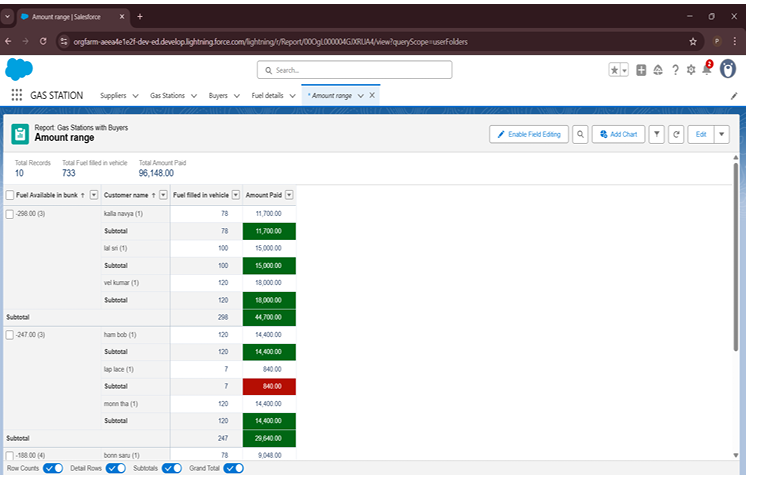 Amount range | Salesforce
orgfarm-aeea4e1e2f-dev-ed.develop.lightning.force.com/lightning/r/Report/00OgL000004GJXRUA4/view?queryScope=userFolders
P
Search...
2
GAS STATION Suppliers Gas Stations Buyers Fuel details * Amount range
Report: Gas Stations with Buyers
Amount range
Enable Field Editing Add Chart Edit
Total Records Total Fuel filled in vehicle Total Amount Paid
10 733 96,148.00
Fuel Available in bunk ↑ Customer name ↑ Fuel filled in vehicle Amount Paid
-298.00 (3) kalla navya (1) 78 11,700.00
Subtotal 78 11,700.00
lal sri (1) 100 15,000.00
Subtotal 100 15,000.00
vel kumar (1) 120 18,000.00
Subtotal 120 18,000.00
Subtotal 298 44,700.00
-247.00 (3) ham bob (1) 120 14,400.00
Subtotal 120 14,400.00
lap lace (1) 7 840.00
Subtotal 7 840.00
monn tha (1) 120 14,400.00
Subtotal 120 14,400.00
Subtotal 247 29,640.00
-188.00 (4) bonn saru (1) 78 9,048.00
Row Counts Detail Rows Subtotals Grand Total